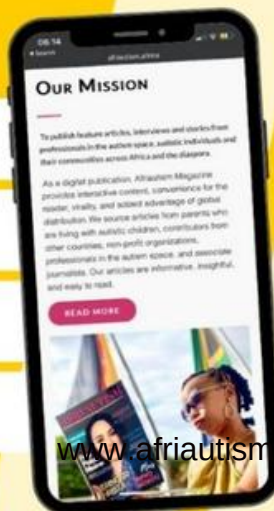 06:14
Search
OUR MISSION
To publish feature articles, interviews and stories from
professionals in the autism space, autistic individuals and
their communities across Africa and the diaspora.
As a digital publication, Afriautism Magazine
provides interactive content, convenience for the
reader, virality, and added advantage of global
distribution. We source articles from parents who
are living with autistic children, contributors from
other countries, non-profit organizations,
professionals in the autism space, and associate
journalists. Our articles are informative, insightful,
and easy to read.
READ MORE
www.afriautism